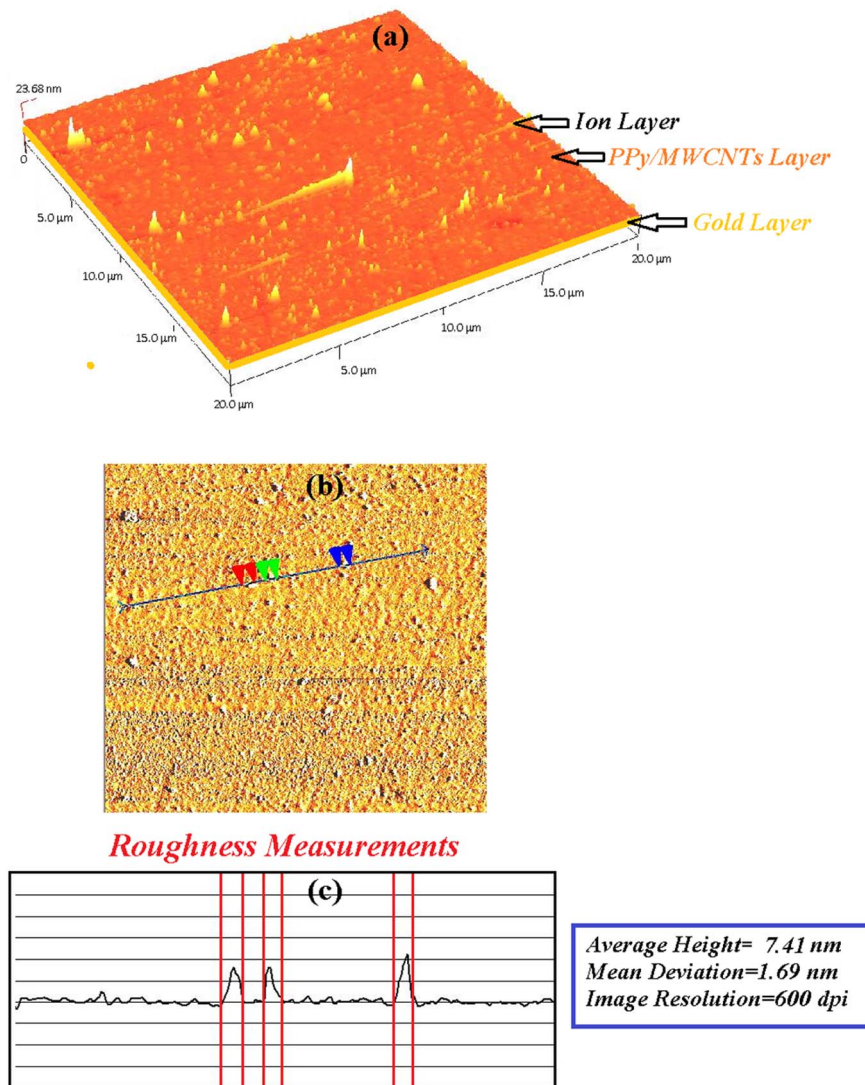 (a)
23.68 nm
Ion Layer
PPy/MWCNTs Layer
Gold Layer
0
5.0 µm
10.0 µm
15.0 µm
20.0 µm
5.0 µm
10.0 µm
15.0 µm
20.0 µm
(b)
Roughness Measurements
(c)
Average Height= 7.41 nm
Mean Deviation=1.69 nm
Image Resolution=600 dpi